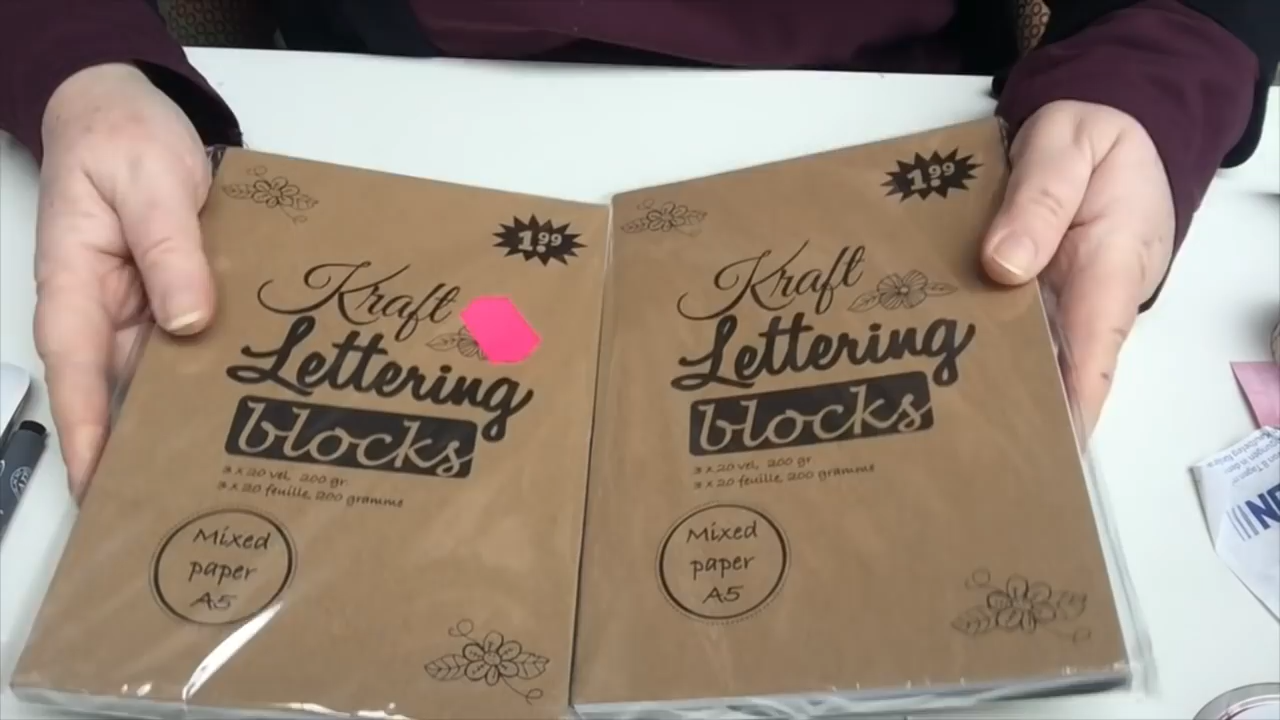 1.99
Kraft
Lettering
blocks
3 x 20 vel, 200 gr
3 x 20 feuille, 200 gramme
Mixed
paper
A5
1.99
Kraft
Lettering
blocks
3 x 20 vel, 200 gr
3 x 20 feuille, 200 gramme
Mixed
paper
A5